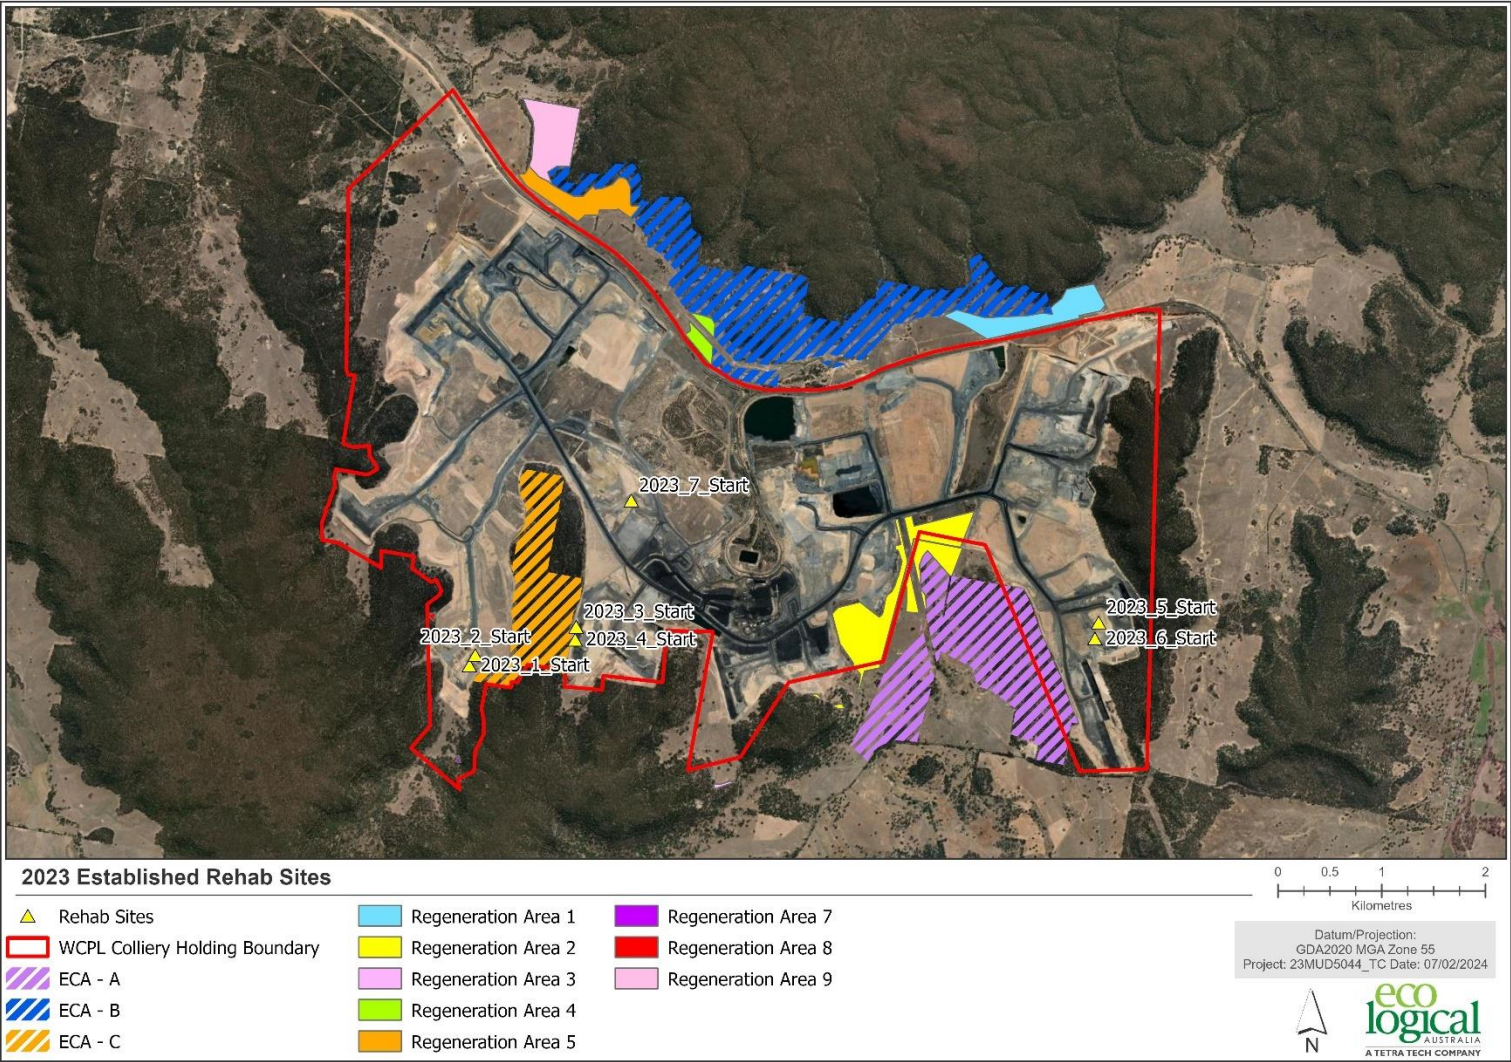 2023_7_Start
2023_3_Start
2023_4_Start
2023_2_Start
2023_1_Start
2023_5_Start
2023_6_Start
2023 Established Rehab Sites
Rehab Sites
WCPL Colliery Holding Boundary
ECA - A
ECA - B
ECA - C
Regeneration Area 1
Regeneration Area 2
Regeneration Area 3
Regeneration Area 4
Regeneration Area 5
Regeneration Area 7
Regeneration Area 8
Regeneration Area 9
0 0.5 1 2
Kilometres
Datum/Projection:
GDA2020 MGA Zone 55
Project: 23MUD5044_TC Date: 07/02/2024
N
eco
logical
AUSTRALIA
A TETRA TECH COMPANY